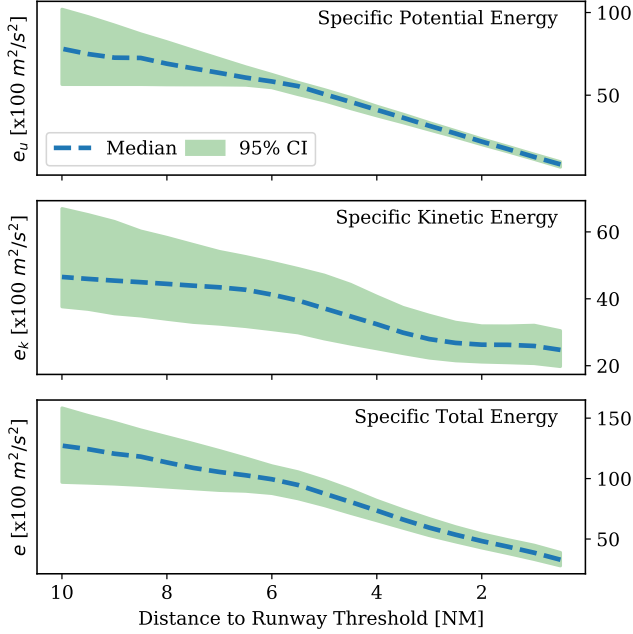 Specific Potential Energy
100
50
e_u [x100 m²/s²]
Median
95% CI
Specific Kinetic Energy
60
40
20
e_k [x100 m²/s²]
Specific Total Energy
150
100
50
e [x100 m²/s²]
10 8 6 4 2
Distance to Runway Threshold [NM]